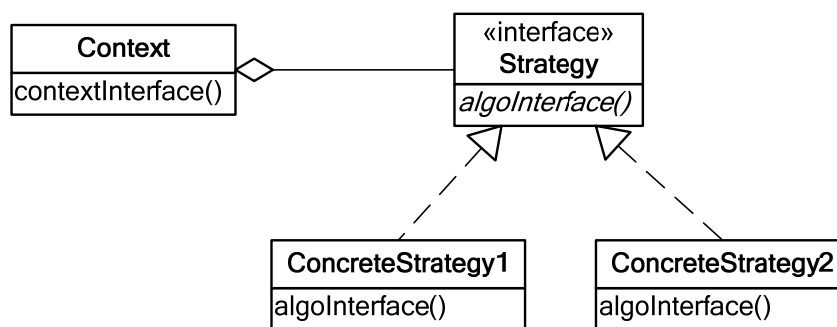 Context
contextInterface()
«interface»
Strategy
algoInterface()
ConcreteStrategy1
algoInterface()
ConcreteStrategy2
algoInterface()